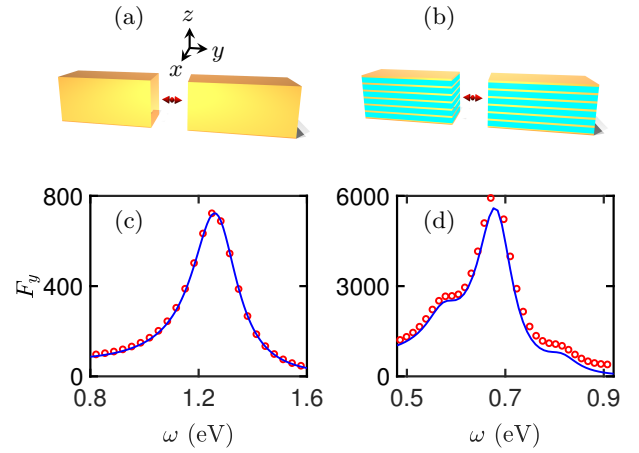 (a)
z
y
x
(b)
800
(c)
400
F_y
0
0.8
1.2
1.6
ω (eV)
6000
(d)
3000
0
0.5
0.7
0.9
ω (eV)